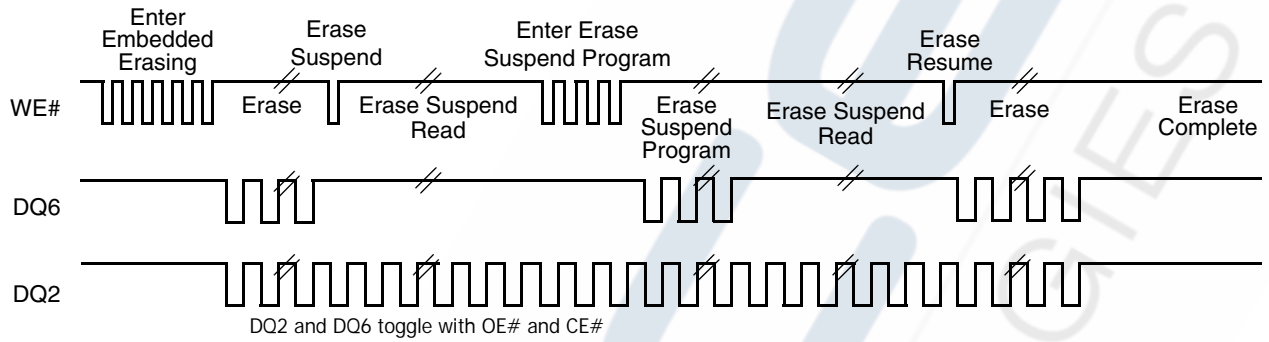 Enter
Embedded
Erasing
Erase
Suspend
Enter Erase
Suspend Program
Erase
Resume
WE#
Erase
Erase Suspend
Read
Erase
Suspend
Program
Erase Suspend
Read
Erase
Erase
Complete
DQ6
DQ2
DQ2 and DQ6 toggle with OE# and CE#
GIES